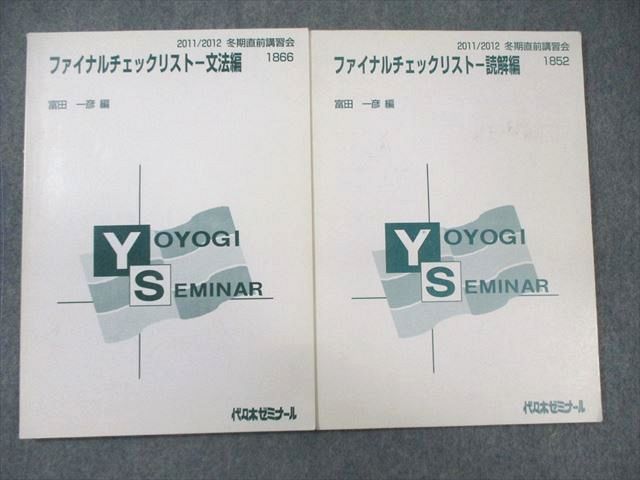 2011/2012 冬期直前講習会
ファイナルチェックリストー文法編
1866
富田 一彦 編
YOYOGI
SEMINAR
代々木ゼミナール
2011/2012 冬期直前講習会
ファイナルチェックリストー読解編
1852
富田 一彦 編
YOYOGI
SEMINAR
代々木ゼミナール